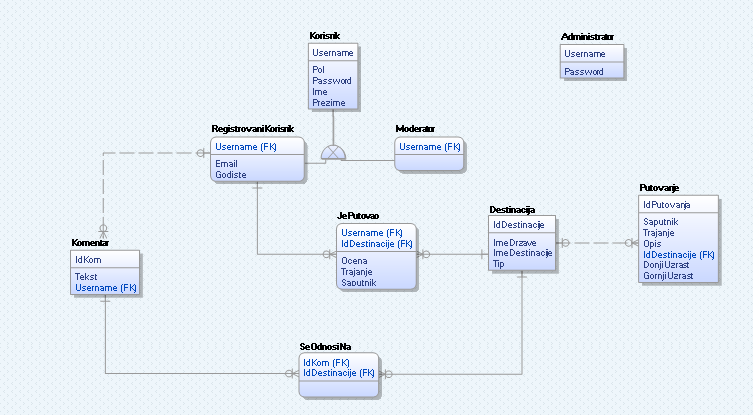 Korisnik
Username
Pol
Password
Ime
Prezime
Administrator
Username
Password
RegistrovaniKorisnik
Username (FK)
Email
Godiste
Moderator
Username (FK)
JePutovao
Username (FK)
IdDestinacije (FK)
Ocena
Trajanje
Saputnik
Destinacija
IdDestinacije
ImeDrzave
ImeDestinacije
Tip
Putovanje
IdPutovanja
Saputnik
Trajanje
Opis
IdDestinacije (FK)
DonjiUzrast
GornjiUzrast
Komentar
IdKom
Tekst
Username (FK)
SeOdnosiNa
IdKom (FK)
IdDestinacije (FK)